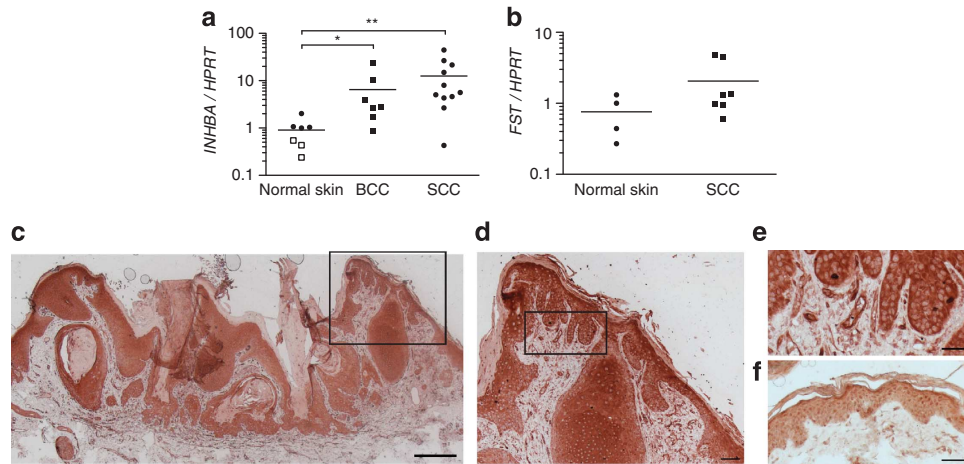 a
**
*
INHBA / HPRT
100
10
1
0.1
Normal skin BCC SCC
b
FST / HPRT
10
1
0.1
Normal skin SCC
c
d
e
f